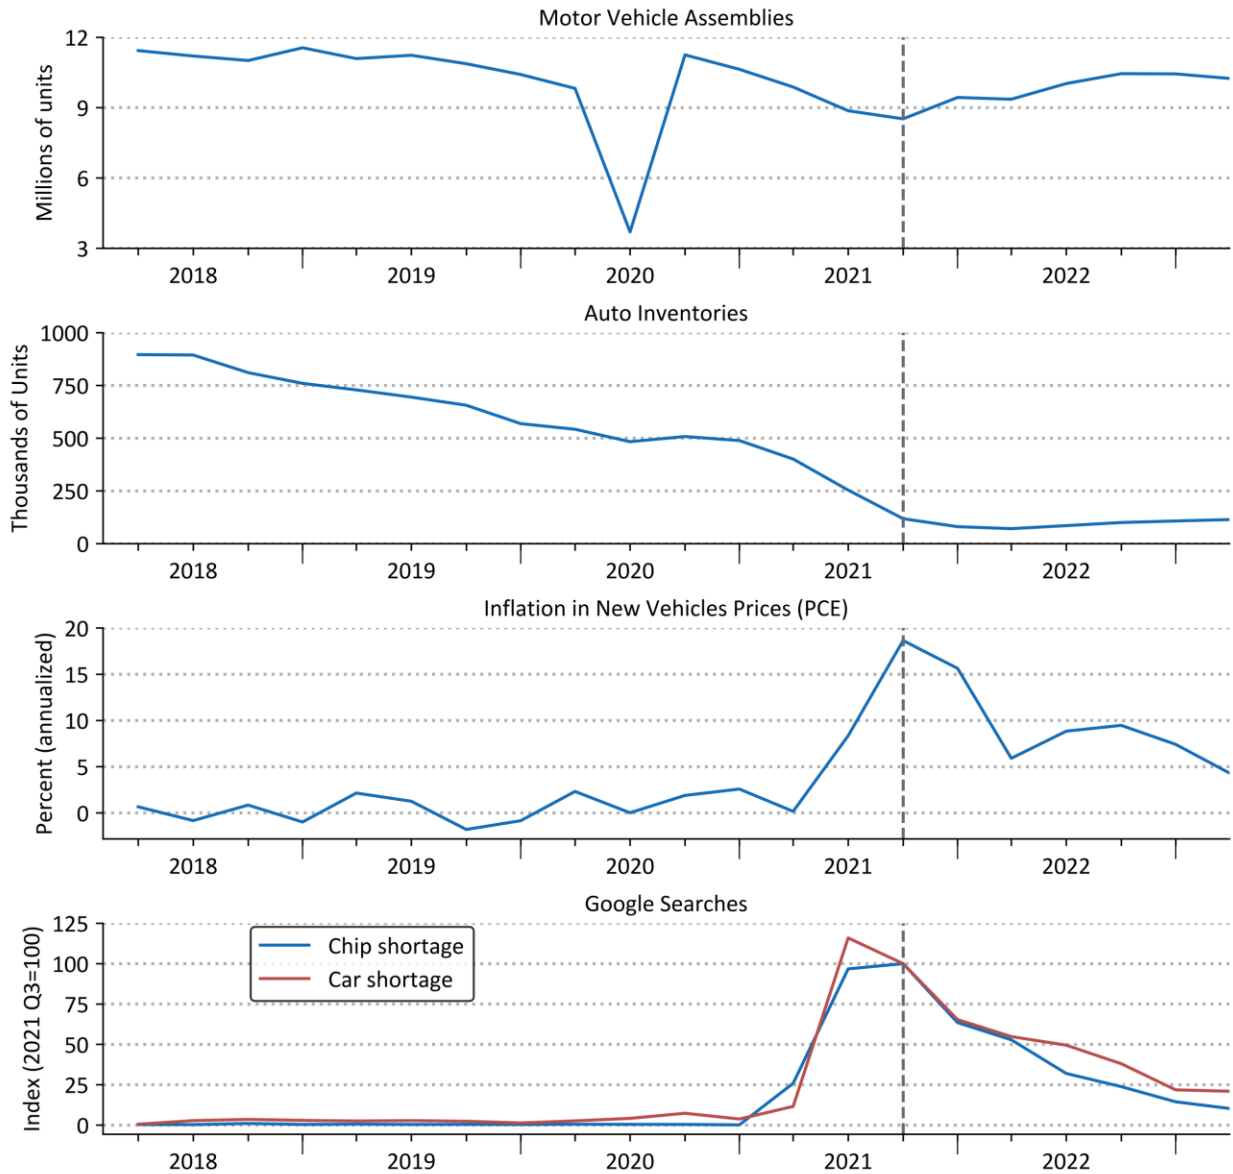 Motor Vehicle Assemblies
Millions of units
12
9
6
3
2018 2019 2020 2021 2022
Auto Inventories
Thousands of Units
1000
750
500
250
0
2018 2019 2020 2021 2022
Inflation in New Vehicles Prices (PCE)
Percent (annualized)
20
15
10
5
0
2018 2019 2020 2021 2022
Google Searches
Index (2021 Q3=100)
125
100
75
50
25
0
Chip shortage
Car shortage
2018 2019 2020 2021 2022